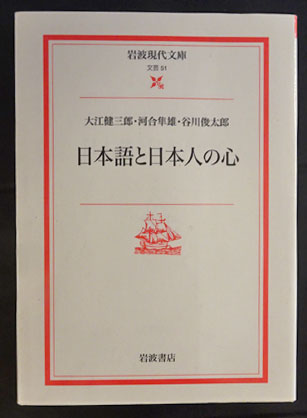 岩波現代文庫
文芸 51
大江健三郎・河合隼雄・谷川俊太郎
日本語と日本人の心
岩波書店